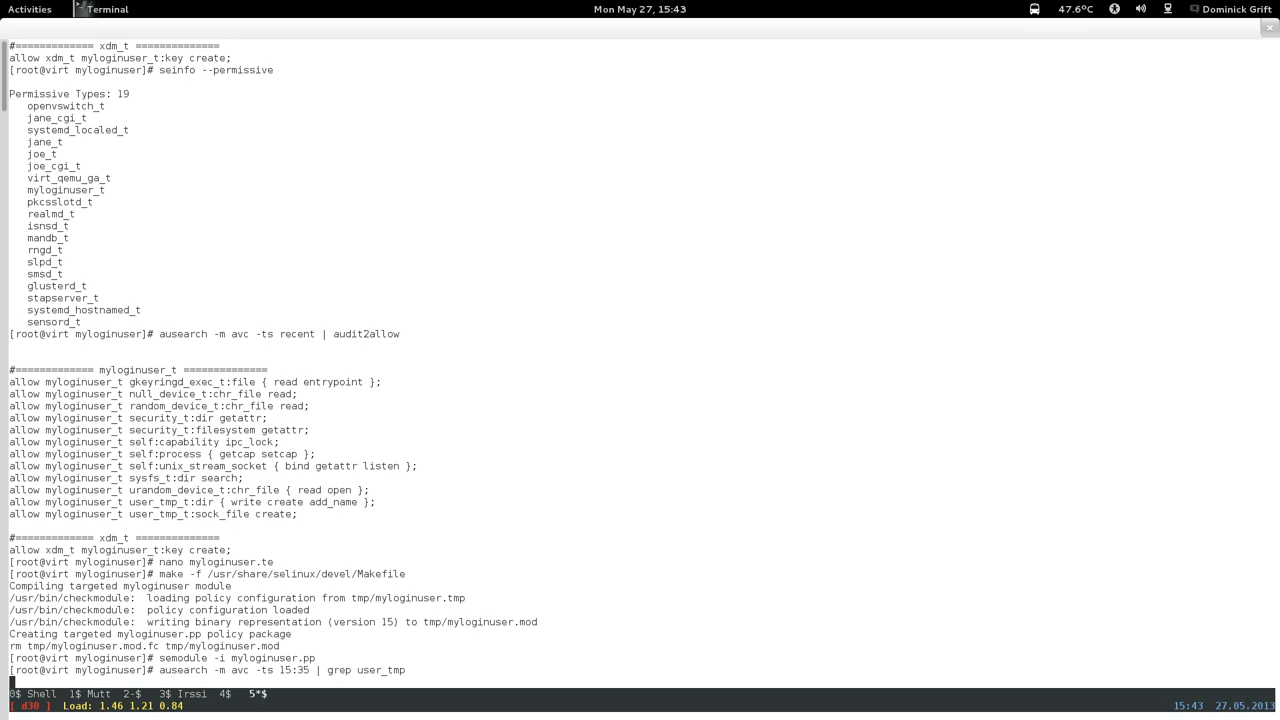 Activities Terminal Mon May 27, 15:43 47.6°C Dominick Grift
#============= xdm_t ==============
allow xdm_t myloginuser_t:key create;
[root@virt myloginuser]# seinfo --permissive
Permissive Types: 19
openvswitch_t
jane_cgi_t
systemd_localed_t
jane_t
joe_t
joe_cgi_t
virt_qemu_ga_t
myloginuser_t
pkcsslotd_t
realmd_t
isnsd_t
mandb_t
rngd_t
slpd_t
smsd_t
glusterd_t
stapserver_t
systemd_hostnamed_t
sensord_t
[root@virt myloginuser]# ausearch -m avc -ts recent | audit2allow
#============= myloginuser_t ==============
allow myloginuser_t gkeyringd_exec_t:file { read entrypoint };
allow myloginuser_t null_device_t:chr_file read;
allow myloginuser_t random_device_t:chr_file read;
allow myloginuser_t security_t:dir getattr;
allow myloginuser_t security_t:filesystem getattr;
allow myloginuser_t self:capability ipc_lock;
allow myloginuser_t self:process { getcap setcap };
allow myloginuser_t self:unix_stream_socket { bind getattr listen };
allow myloginuser_t sysfs_t:dir search;
allow myloginuser_t urandom_device_t:chr_file { read open };
allow myloginuser_t user_tmp_t:dir { write create add_name };
allow myloginuser_t user_tmp_t:sock_file create;
#============= xdm_t ==============
allow xdm_t myloginuser_t:key create;
[root@virt myloginuser]# nano myloginuser.te
[root@virt myloginuser]# make -f /usr/share/selinux/devel/Makefile
Compiling targeted myloginuser module
/usr/bin/checkmodule:  loading policy configuration from tmp/myloginuser.tmp
/usr/bin/checkmodule:  policy configuration loaded
/usr/bin/checkmodule:  writing binary representation (version 15) to tmp/myloginuser.mod
Creating targeted myloginuser.pp policy package
rm tmp/myloginuser.mod.fc tmp/myloginuser.mod
[root@virt myloginuser]# semodule -i myloginuser.pp
[root@virt myloginuser]# ausearch -m avc -ts 15:35 | grep user_tmp
0$ Shell  1$ Mutt  2-$  3$ Irssi  4$  5*$
[ d30 ]  Load: 1.46 1.21 0.84 15:43  27.05.2013